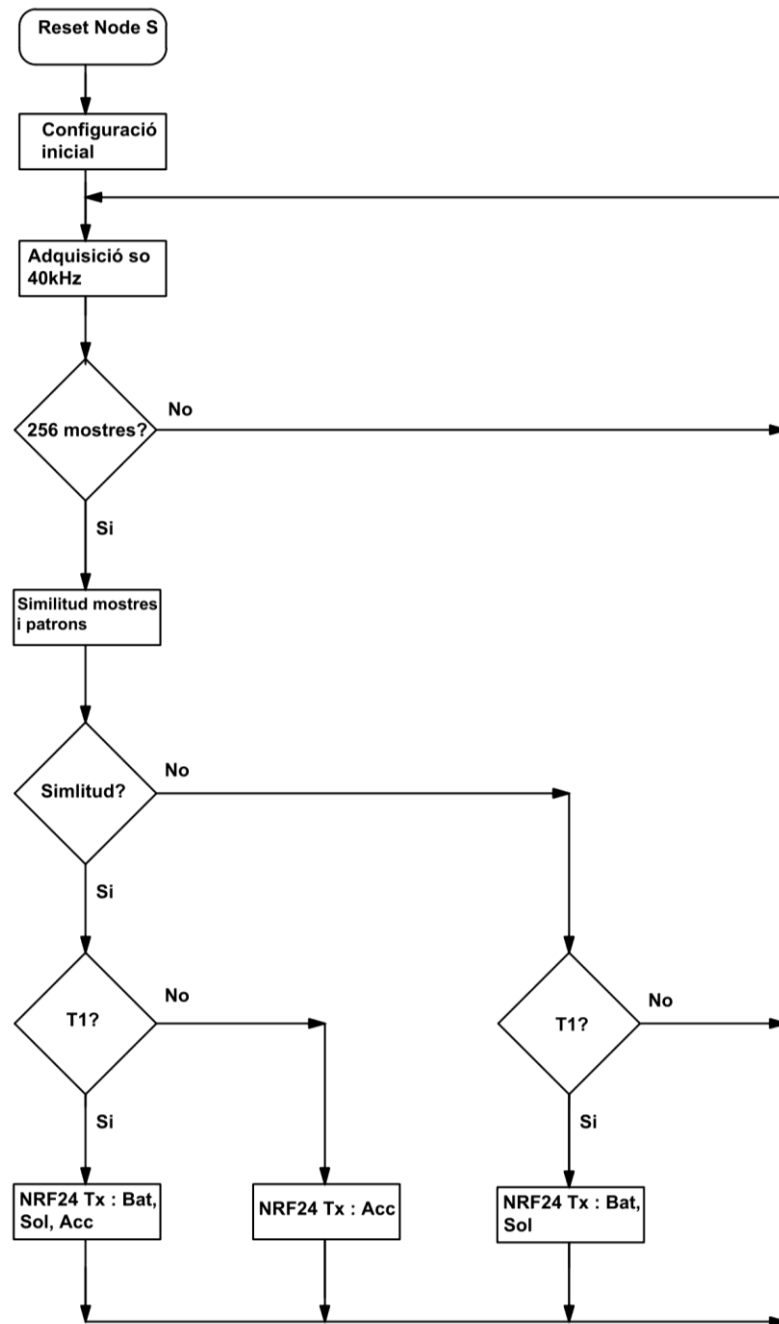 Reset Node S
Configuració
inicial
Adquisició so
40kHz
256 mostres?
No
Si
Similitud mostres
i patrons
Simlitud?
No
Si
T1?
No
Si
T1?
No
Si
NRF24 Tx : Bat,
Sol, Acc
NRF24 Tx : Acc
NRF24 Tx : Bat,
Sol